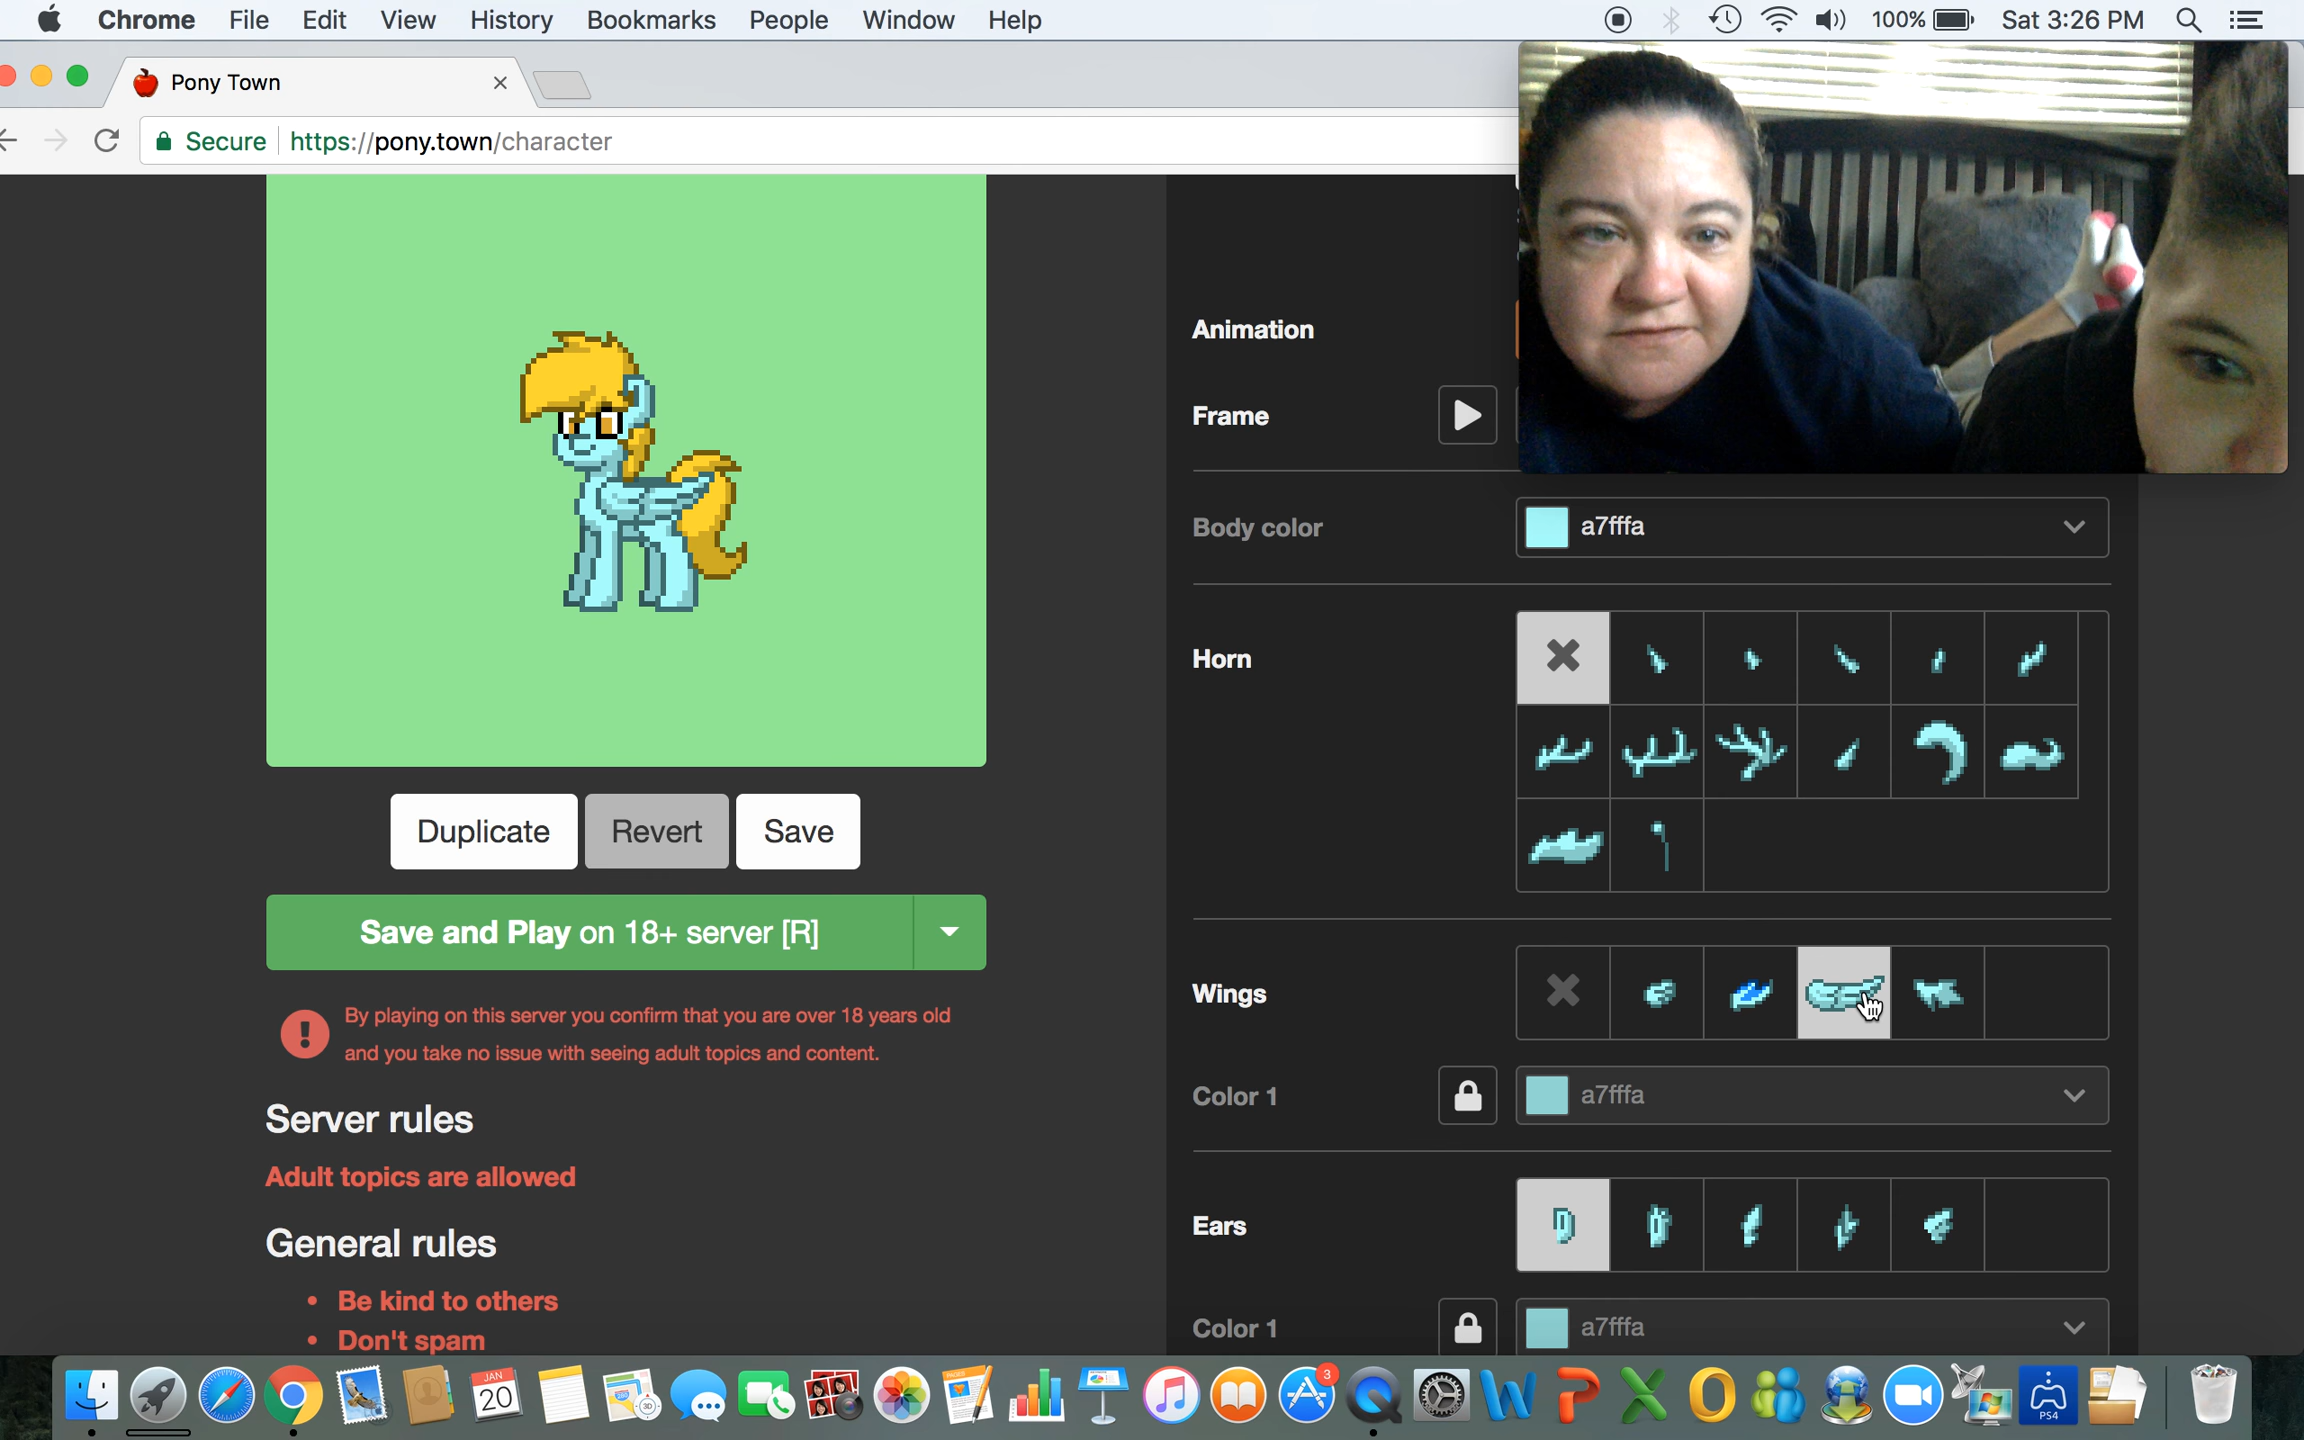 Chrome File Edit View History Bookmarks People Window Help 100% Sat 3:26 PM
Pony Town
Secure https://pony.town/character
Animation
Frame
Body color a7fffa
Horn
Duplicate Revert Save
Save and Play on 18+ server [R]
Wings
By playing on this server you confirm that you are over 18 years old
and you take no issue with seeing adult topics and content.
Color 1 a7fffa
Server rules
Adult topics are allowed
Ears
General rules
• Be kind to others
• Don't spam
Color 1 a7fffa
JAN
20
3D
PAGES
3
W P X O
PS4